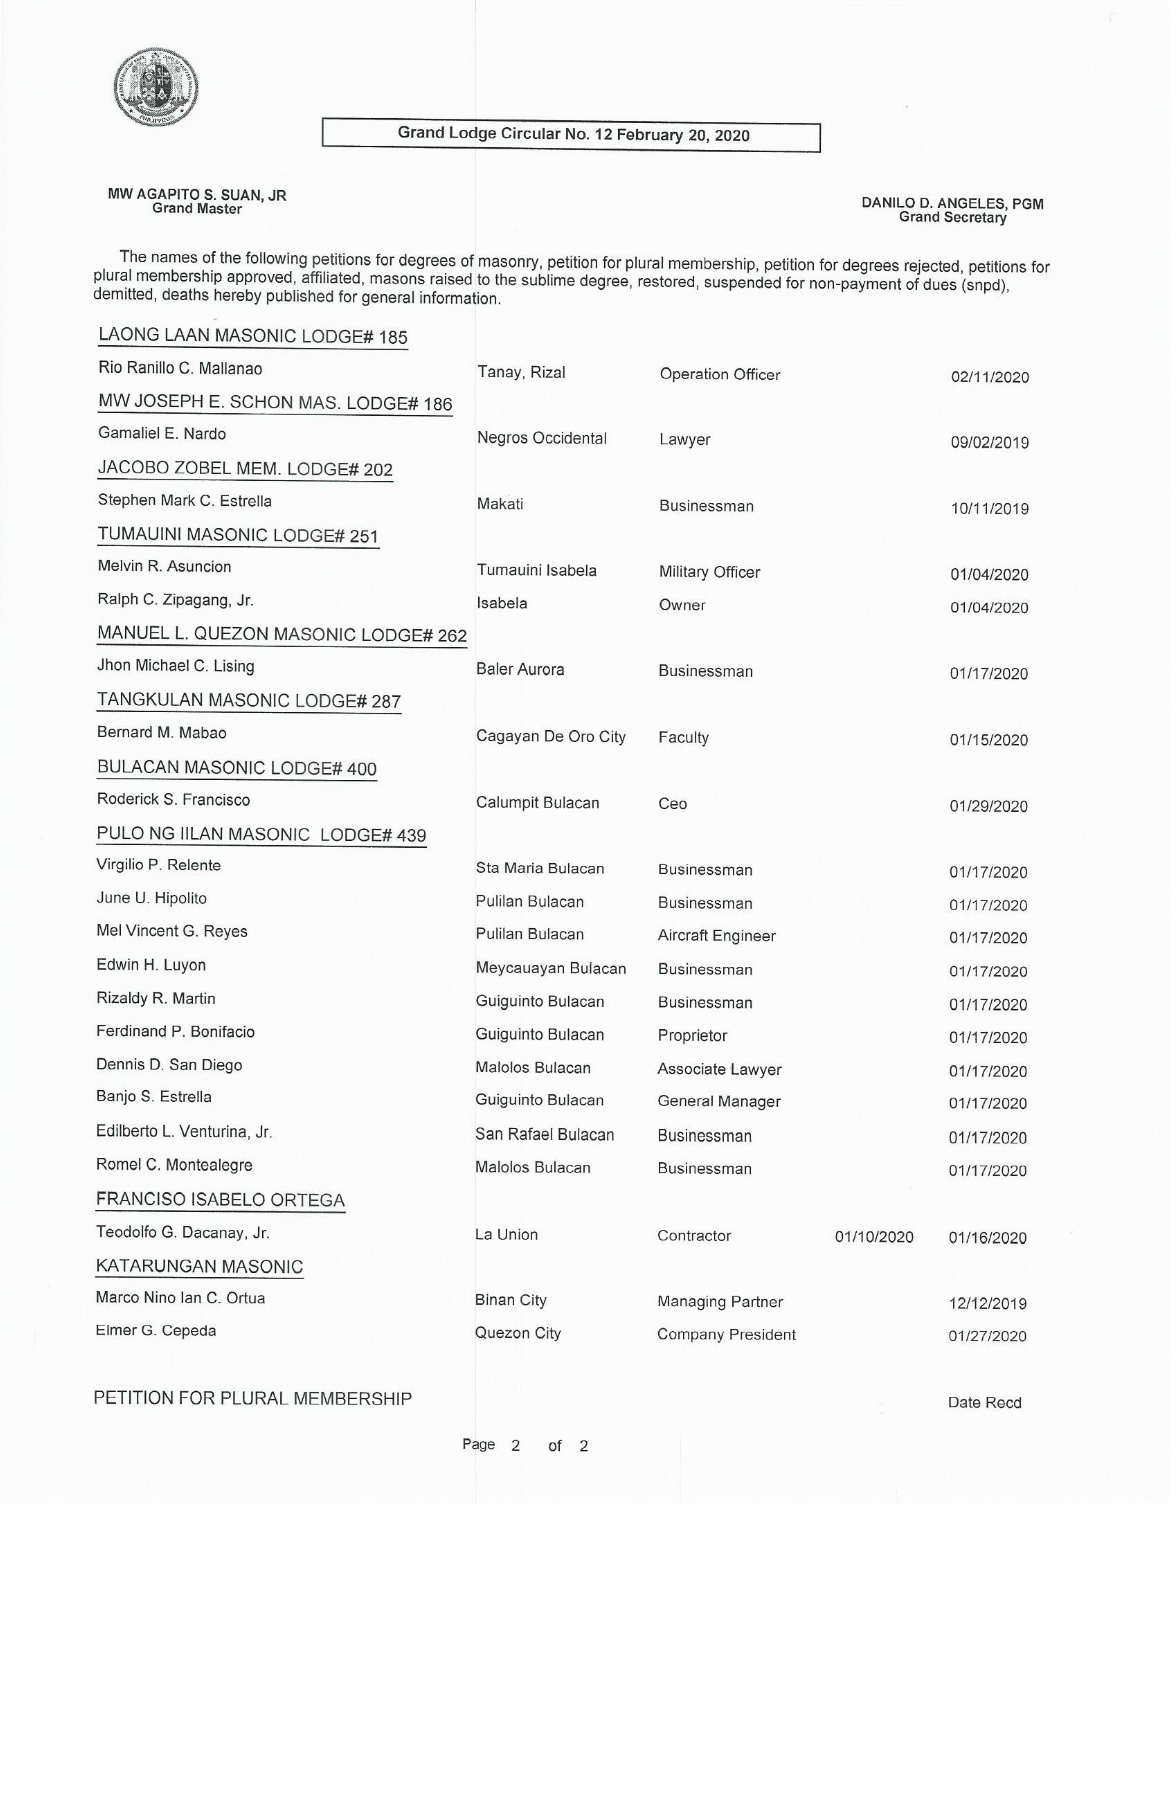 Grand Lodge Circular No. 12 February 20, 2020
MW AGAPITO S. SUAN, JR
Grand Master
DANILO D. ANGELES, PGM
Grand Secretary
The names of the following petitions for degrees of masonry, petition for plural membership, petition for degrees rejected, petitions for
plural membership approved, affiliated, masons raised to the sublime degree, restored, suspended for non-payment of dues (snpd),
demitted, deaths hereby published for general information.
LAONG LAAN MASONIC LODGE# 185
Rio Ranillo C. Mallanao Tanay, Rizal Operation Officer 02/11/2020
MW JOSEPH E. SCHON MAS. LODGE# 186
Gamaliel E. Nardo Negros Occidental Lawyer 09/02/2019
JACOBO ZOBEL MEM. LODGE# 202
Stephen Mark C. Estrella Makati Businessman 10/11/2019
TUMAUINI MASONIC LODGE# 251
Melvin R. Asuncion Tumauini Isabela Military Officer 01/04/2020
Ralph C. Zipagang, Jr. Isabela Owner 01/04/2020
MANUEL L. QUEZON MASONIC LODGE# 262
Jhon Michael C. Lising Baler Aurora Businessman 01/17/2020
TANGKULAN MASONIC LODGE# 287
Bernard M. Mabao Cagayan De Oro City Faculty 01/15/2020
BULACAN MASONIC LODGE# 400
Roderick S. Francisco Calumpit Bulacan Ceo 01/29/2020
PULO NG IILAN MASONIC LODGE# 439
Virgilio P. Relente Sta Maria Bulacan Businessman 01/17/2020
June U. Hipolito Pulilan Bulacan Businessman 01/17/2020
Mel Vincent G. Reyes Pulilan Bulacan Aircraft Engineer 01/17/2020
Edwin H. Luyon Meycauayan Bulacan Businessman 01/17/2020
Rizaldy R. Martin Guiguinto Bulacan Businessman 01/17/2020
Ferdinand P. Bonifacio Guiguinto Bulacan Proprietor 01/17/2020
Dennis D. San Diego Malolos Bulacan Associate Lawyer 01/17/2020
Banjo S. Estrella Guiguinto Bulacan General Manager 01/17/2020
Edilberto L. Venturina, Jr. San Rafael Bulacan Businessman 01/17/2020
Romel C. Montealegre Malolos Bulacan Businessman 01/17/2020
FRANCISO ISABELO ORTEGA
Teodolfo G. Dacanay, Jr. La Union Contractor 01/10/2020 01/16/2020
KATARUNGAN MASONIC
Marco Nino Ian C. Ortua Binan City Managing Partner 12/12/2019
Elmer G. Cepeda Quezon City Company President 01/27/2020
PETITION FOR PLURAL MEMBERSHIP Date Recd
Page 2 of 2